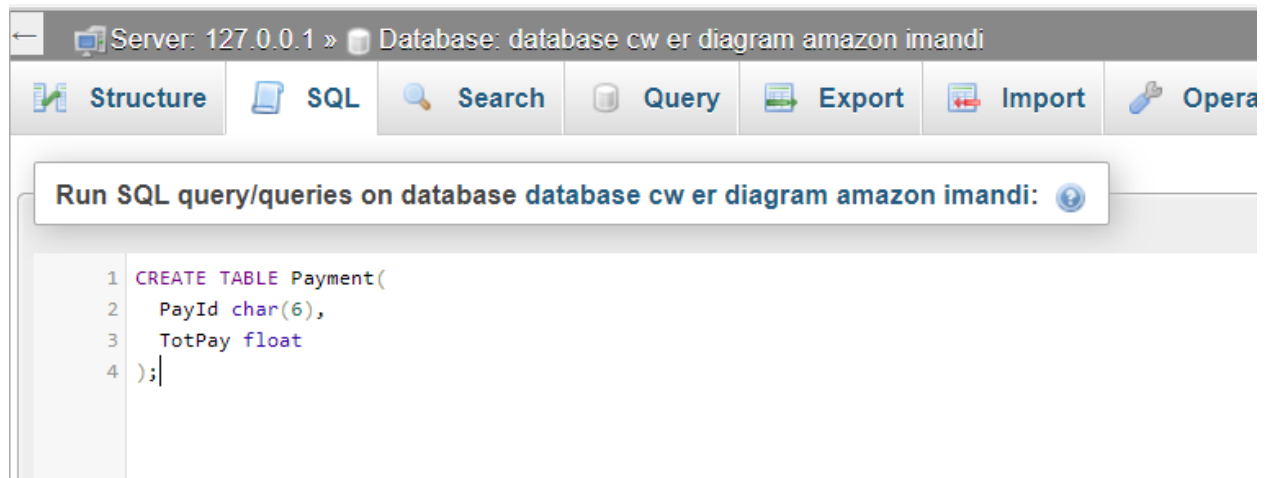 ← Server: 127.0.0.1 » Database: database cw er diagram amazon imandi
Structure SQL Search Query Export Import Opera
Run SQL query/queries on database database cw er diagram amazon imandi:
1 CREATE TABLE Payment(
2 PayId char(6),
3 TotPay float
4 );